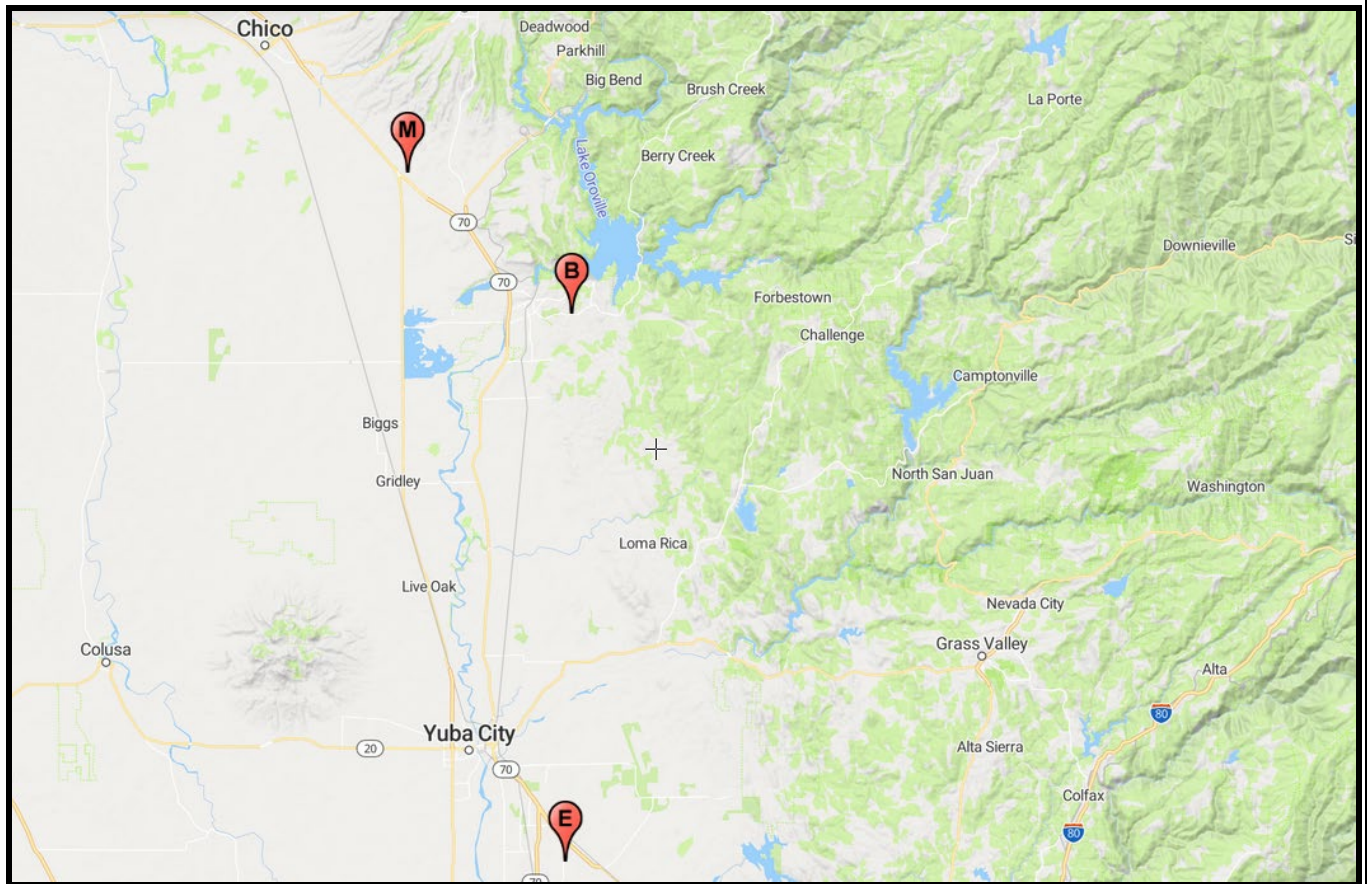 Chico
Deadwood
Parkhill
Big Bend
Brush Creek
La Porte
M
Berry Creek
Lake Oroville
70
Downieville
Si
B
70
Forbestown
Challenge
Camptonville
Biggs
Gridley
North San Juan
Washington
Loma Rica
Live Oak
Nevada City
Grass Valley
Colusa
Alta
80
Yuba City
20
Alta Sierra
70
Colfax
E
80
70